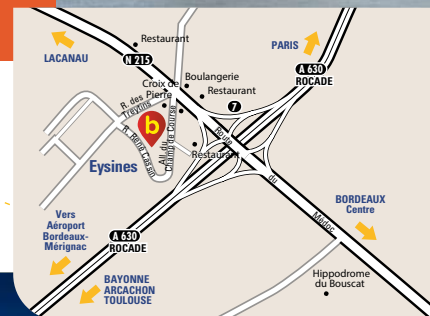 Restaurant
LACANAU
N 215
PARIS
A 630
ROCADE
Boulangerie
Croix de
Pierre
Restaurant
R. des
Treytins
7
b
R. René Cassin
All. du
Champ de Course
Restaurant
Route
du
Médoc
Eysines
Vers
Aéroport
Bordeaux-
Mérignac
A 630
ROCADE
BORDEAUX
Centre
BAYONNE
ARCACHON
TOULOUSE
Hippodrome
du Bouscat